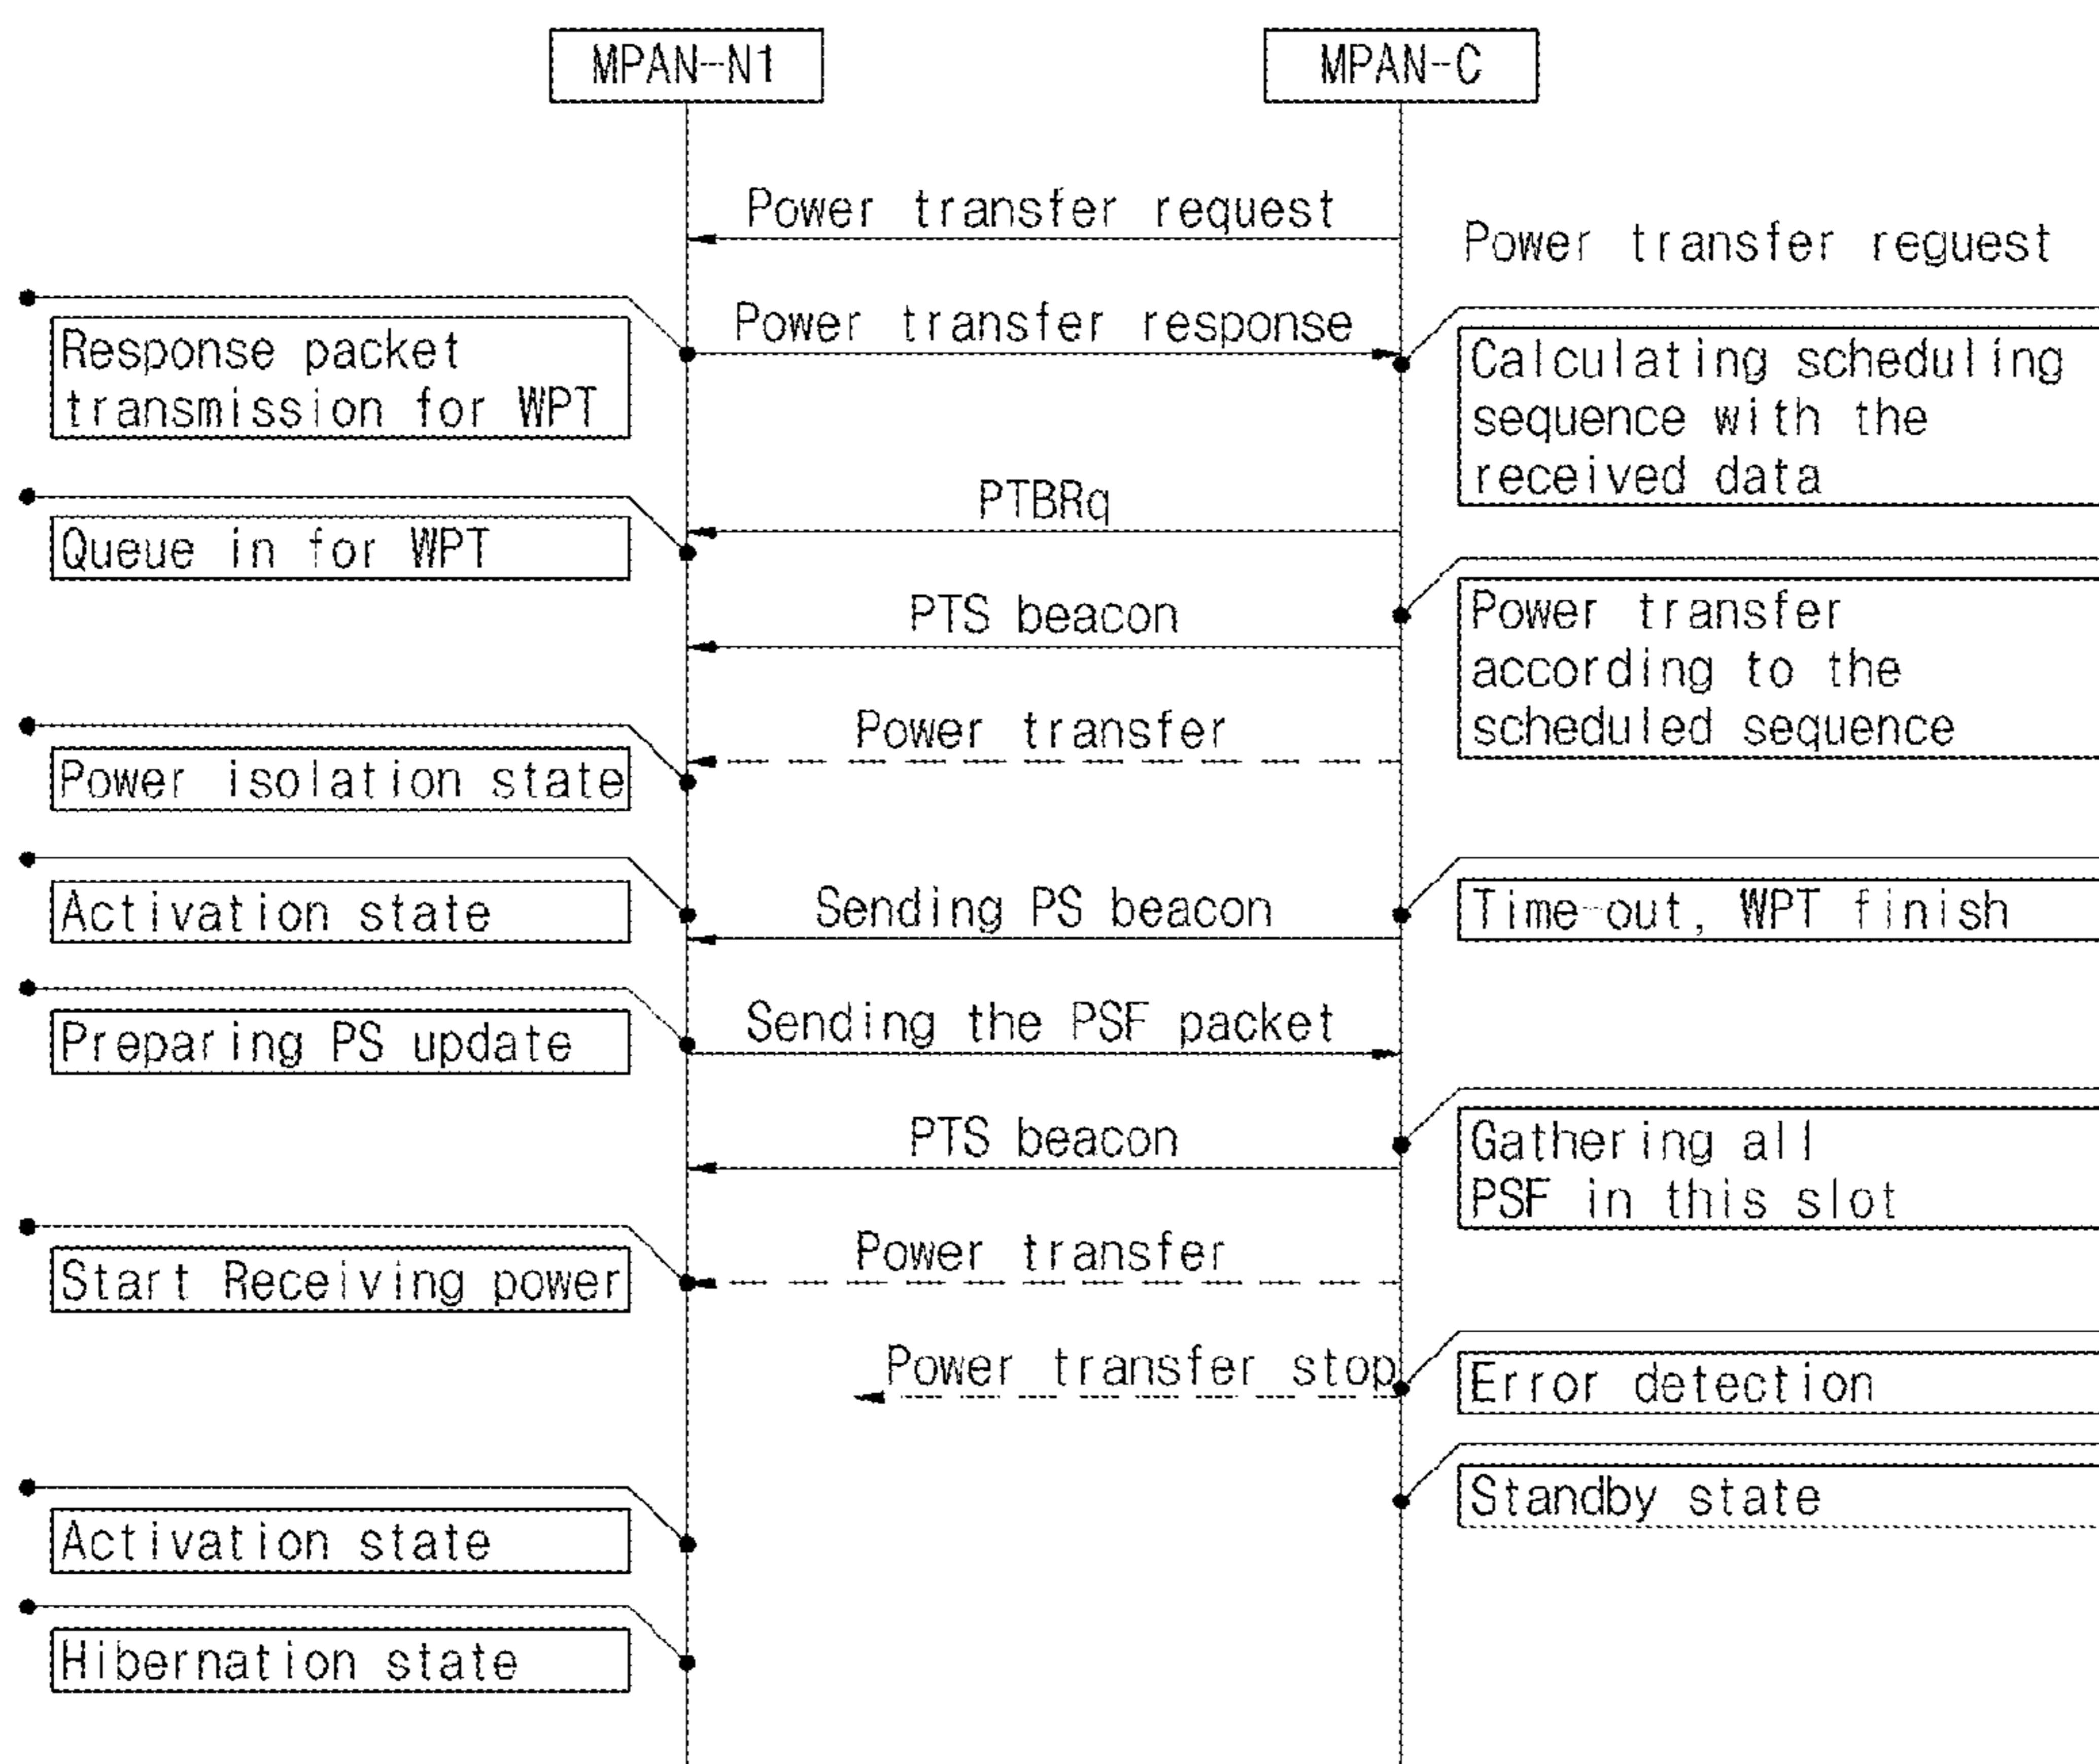 MPAN-N1
MPAN-C
Power transfer request
Power transfer reguest
Power transfer response
Response packet
transmission for WPT
Calculating scheduling
sequence with the
received data
PTBRq
Queue in for WPT
PTS beacon
Power transfer
according to the
scheduled sequence
Power transfer
Power isolation state
Activation state
Sending PS beacon
Time-out, WPT finish
Preparing PS update
Sending the PSF packet
PTS beacon
Gathering all
PSF in this slot
Start Receiving power
Power transfer
Power transfer stop
Error detection
Standby state
Activation state
Hibernation state